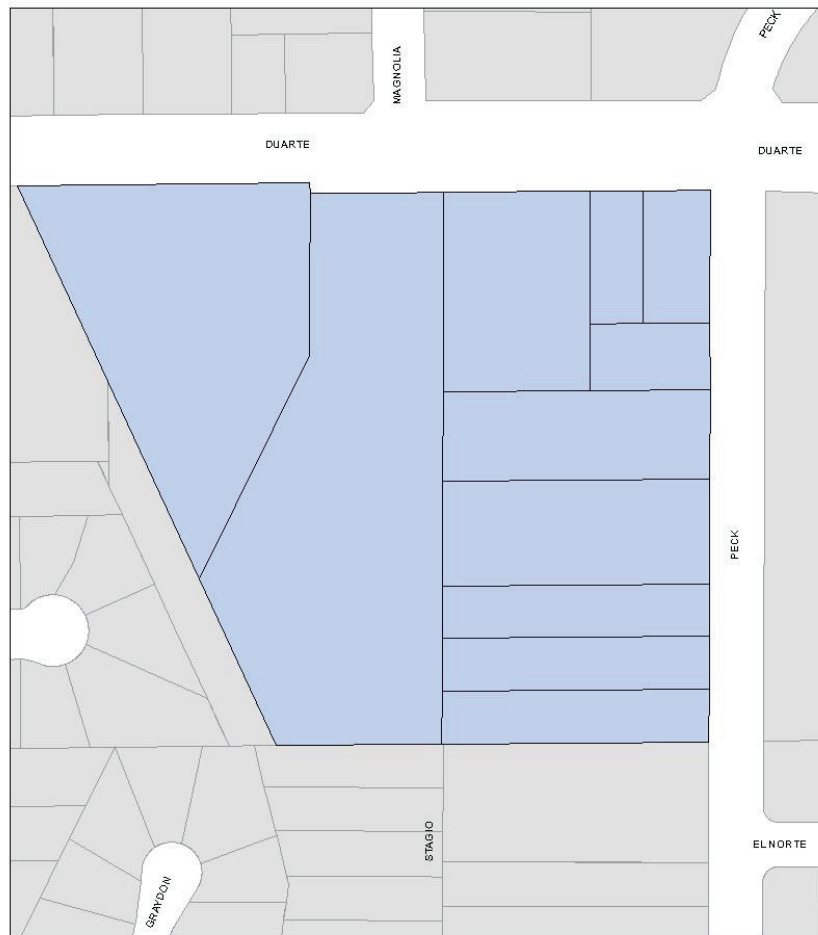 PECK
MAGNOLIA
DUARTE
DUARTE
PECK
STAGIO
ELNORTE
GRAYDON